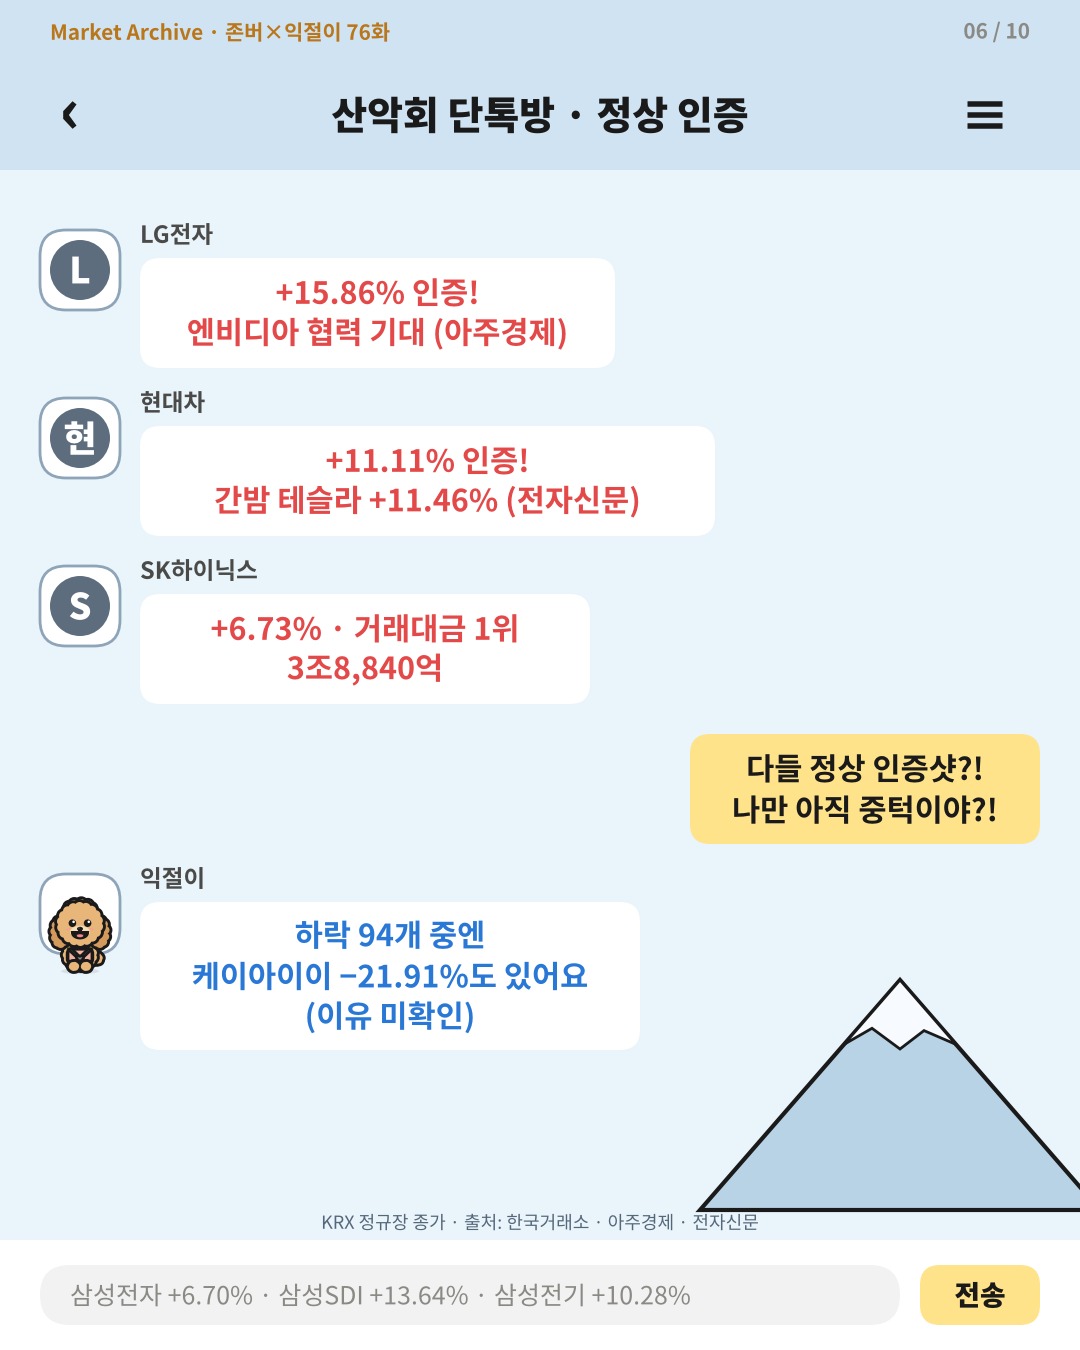 Market Archive · 존버×익절이 76화
06 / 10
산악회 단톡방 · 정상 인증
L
LG전자
+15.86% 인증!
엔비디아 협력 기대 (아주경제)
현
현대차
+11.11% 인증!
간밤 테슬라 +11.46% (전자신문)
S
SK하이닉스
+6.73% · 거래대금 1위
3조8,840억
다들 정상 인증샷?!
나만 아직 중턱이야?!
익절이
하락 94개 중엔
케이아이이 −21.91%도 있어요
(이유 미확인)
KRX 정규장 종가 · 출처: 한국거래소 · 아주경제 · 전자신문
삼성전자 +6.70% · 삼성SDI +13.64% · 삼성전기 +10.28%
전송